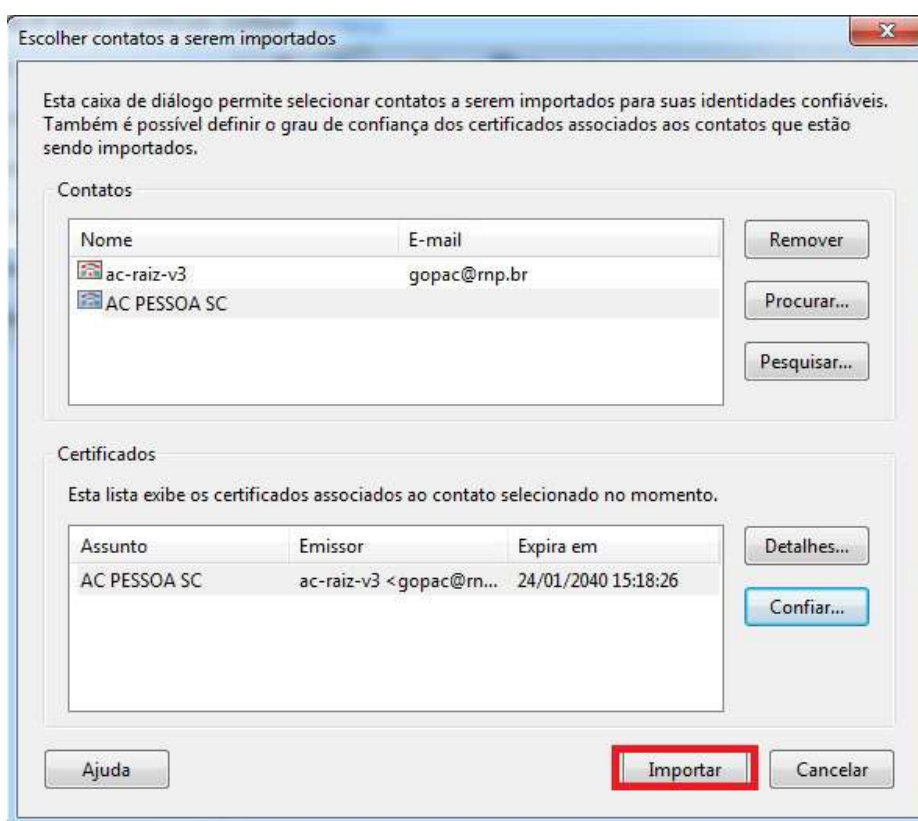 Escolher contatos a serem importados
Esta caixa de diálogo permite selecionar contatos a serem importados para suas identidades confiáveis.
Também é possível definir o grau de confiança dos certificados associados aos contatos que estão
sendo importados.
Contatos
Nome E-mail
ac-raiz-v3 gopac@rnp.br
AC PESSOA SC
Remover
Procurar...
Pesquisar...
Certificados
Esta lista exibe os certificados associados ao contato selecionado no momento.
Assunto Emissor Expira em
AC PESSOA SC ac-raiz-v3 <gopac@rn... 24/01/2040 15:18:26
Detalhes...
Confiar...
Ajuda Importar Cancelar